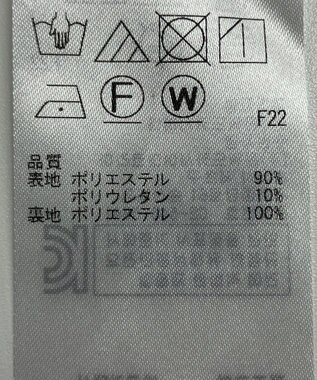 F W
F22
品質
表地 ポリエステル 90%
ポリウレタン 10%
裏地 ポリエステル 100%